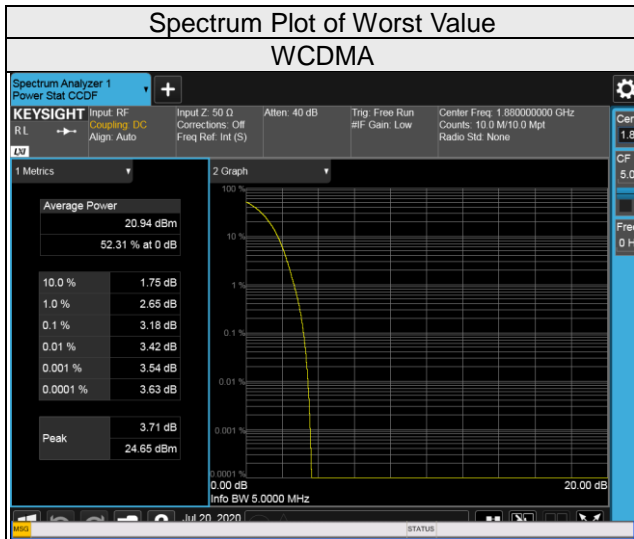 Spectrum Plot of Worst Value
WCDMA
Spectrum Analyzer 1
Power Stat CCDF
+
KEYSIGHT
RL
LXI
Input: RF
Coupling: DC
Align: Auto
Input Z: 50 Ω
Corrections: Off
Freq Ref: Int (S)
Atten: 40 dB
Trig: Free Run
#IF Gain: Low
Center Freq: 1.880000000 GHz
Counts: 10.0 M/10.0 Mpt
Radio Std: None
Cen
1.8
CF
5.0
Fre
0 H
1 Metrics
Average Power
20.94 dBm
52.31 % at 0 dB
10.0 % 1.75 dB
1.0 % 2.65 dB
0.1 % 3.18 dB
0.01 % 3.42 dB
0.001 % 3.54 dB
0.0001 % 3.63 dB
Peak 3.71 dB
24.65 dBm
2 Graph
100 %
10 %
1 %
0.1 %
0.01 %
0.001 %
0.0001 %
0.00 dB 20.00 dB
Info BW 5.0000 MHz
Jul 20, 2020
MSG STATUS